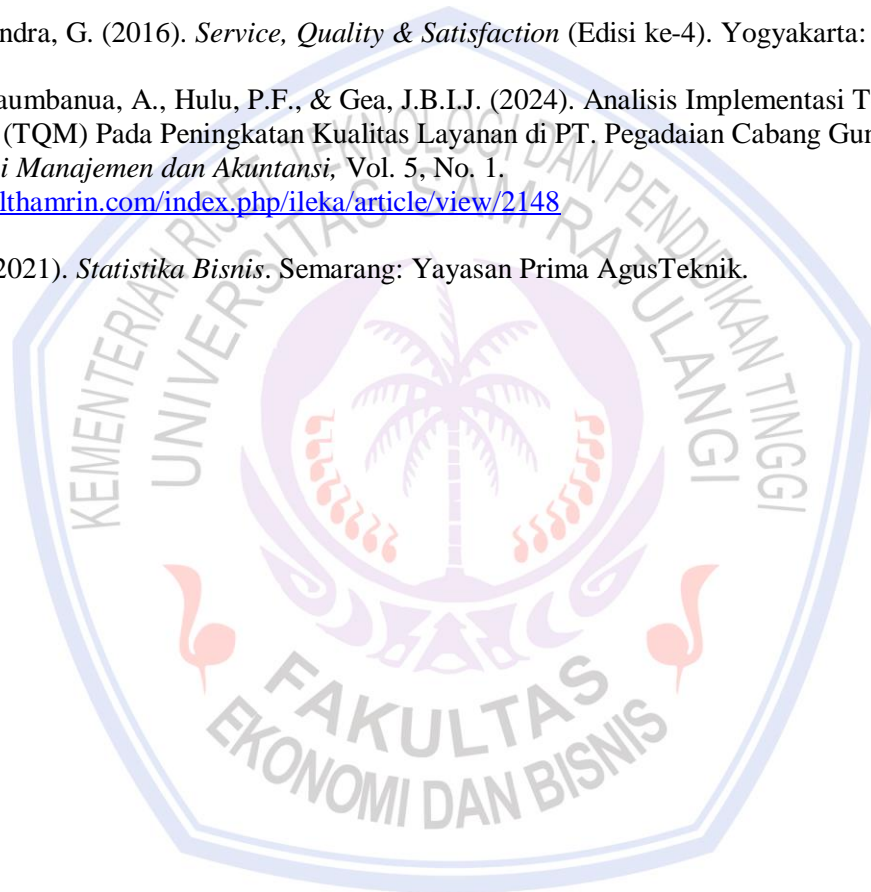 ndra, G. (2016). Service, Quality & Satisfaction (Edisi ke-4). Yogyakarta:
aumbanua, A., Hulu, P.F., & Gea, J.B.I.J. (2024). Analisis Implementasi T
(TQM) Pada Peningkatan Kualitas Layanan di PT. Pegadaian Cabang Gun
i Manajemen dan Akuntansi, Vol. 5, No. 1.
lthamrin.com/index.php/ileka/article/view/2148
2021). Statistika Bisnis. Semarang: Yayasan Prima AgusTeknik.
KEMENTERIAN RISET TEKNOLOGI DAN PENDIDIKAN TINGGI
UNIVERSITAS SAM RATULANGI
FAKULTAS
EKONOMI DAN BISNIS